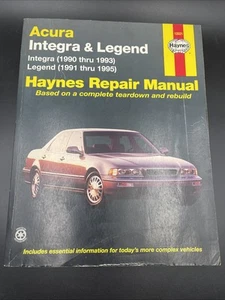 Acura
Integra & Legend
Integra (1990 thru 1993)
Legend (1991 thru 1995)
Haynes
Haynes Repair Manual
Based on a complete teardown and rebuild
Includes essential information for today's more complex vehicles